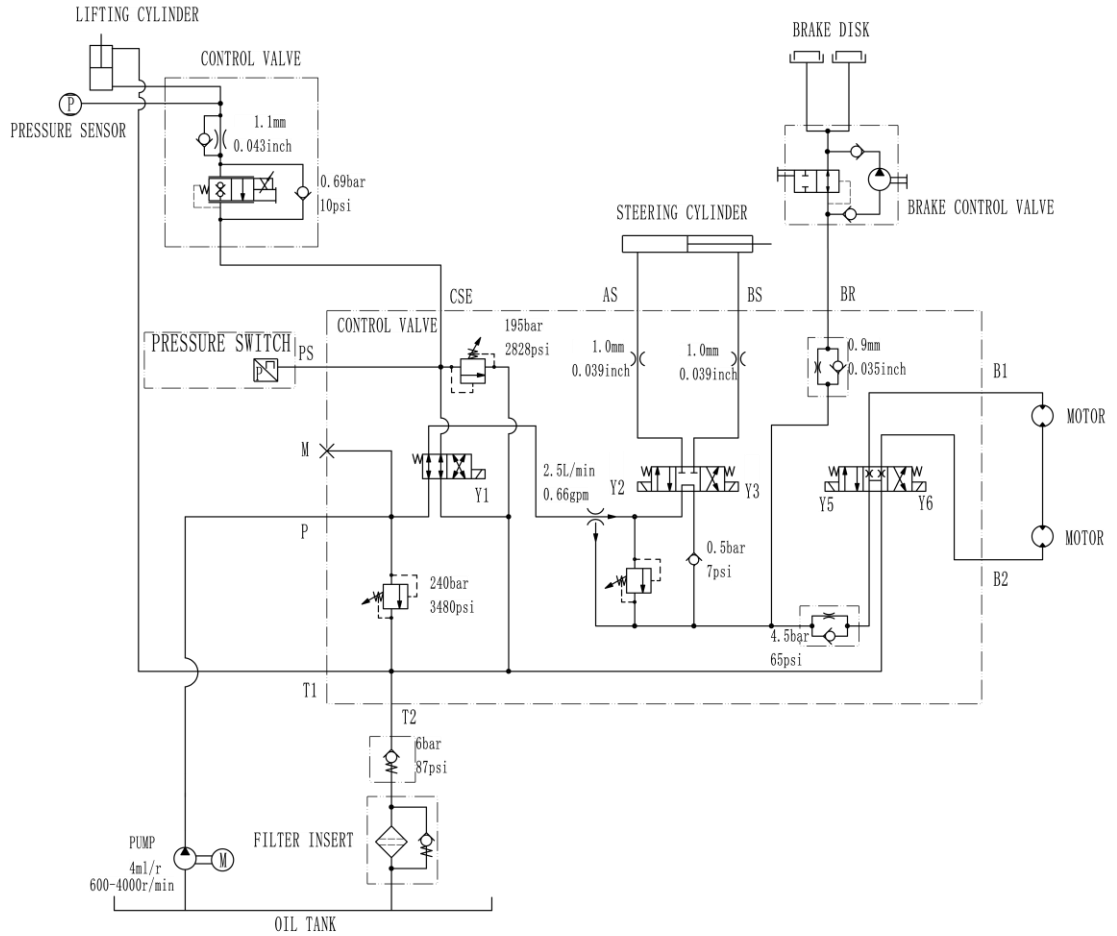 LIFTING CYLINDER
CONTROL VALVE
BRAKE DISK
P
PRESSURE SENSOR
1.1mm
0.043inch
0.69bar
10psi
BRAKE CONTROL VALVE
STEERING CYLINDER
CSE
AS
BS
BR
CONTROL VALVE
195bar
2828psi
PRESSURE SWITCH
PS
P
1.0mm
0.039inch
1.0mm
0.039inch
0.9mm
0.035inch
B1
MOTOR
M
Y1
2.5L/min
0.66gpm
Y2
Y3
Y5
Y6
P
MOTOR
B2
0.5bar
7psi
240bar
3480psi
4.5bar
65psi
T1
T2
6bar
87psi
FILTER INSERT
PUMP
4ml/r
600-4000r/min
M
OIL TANK